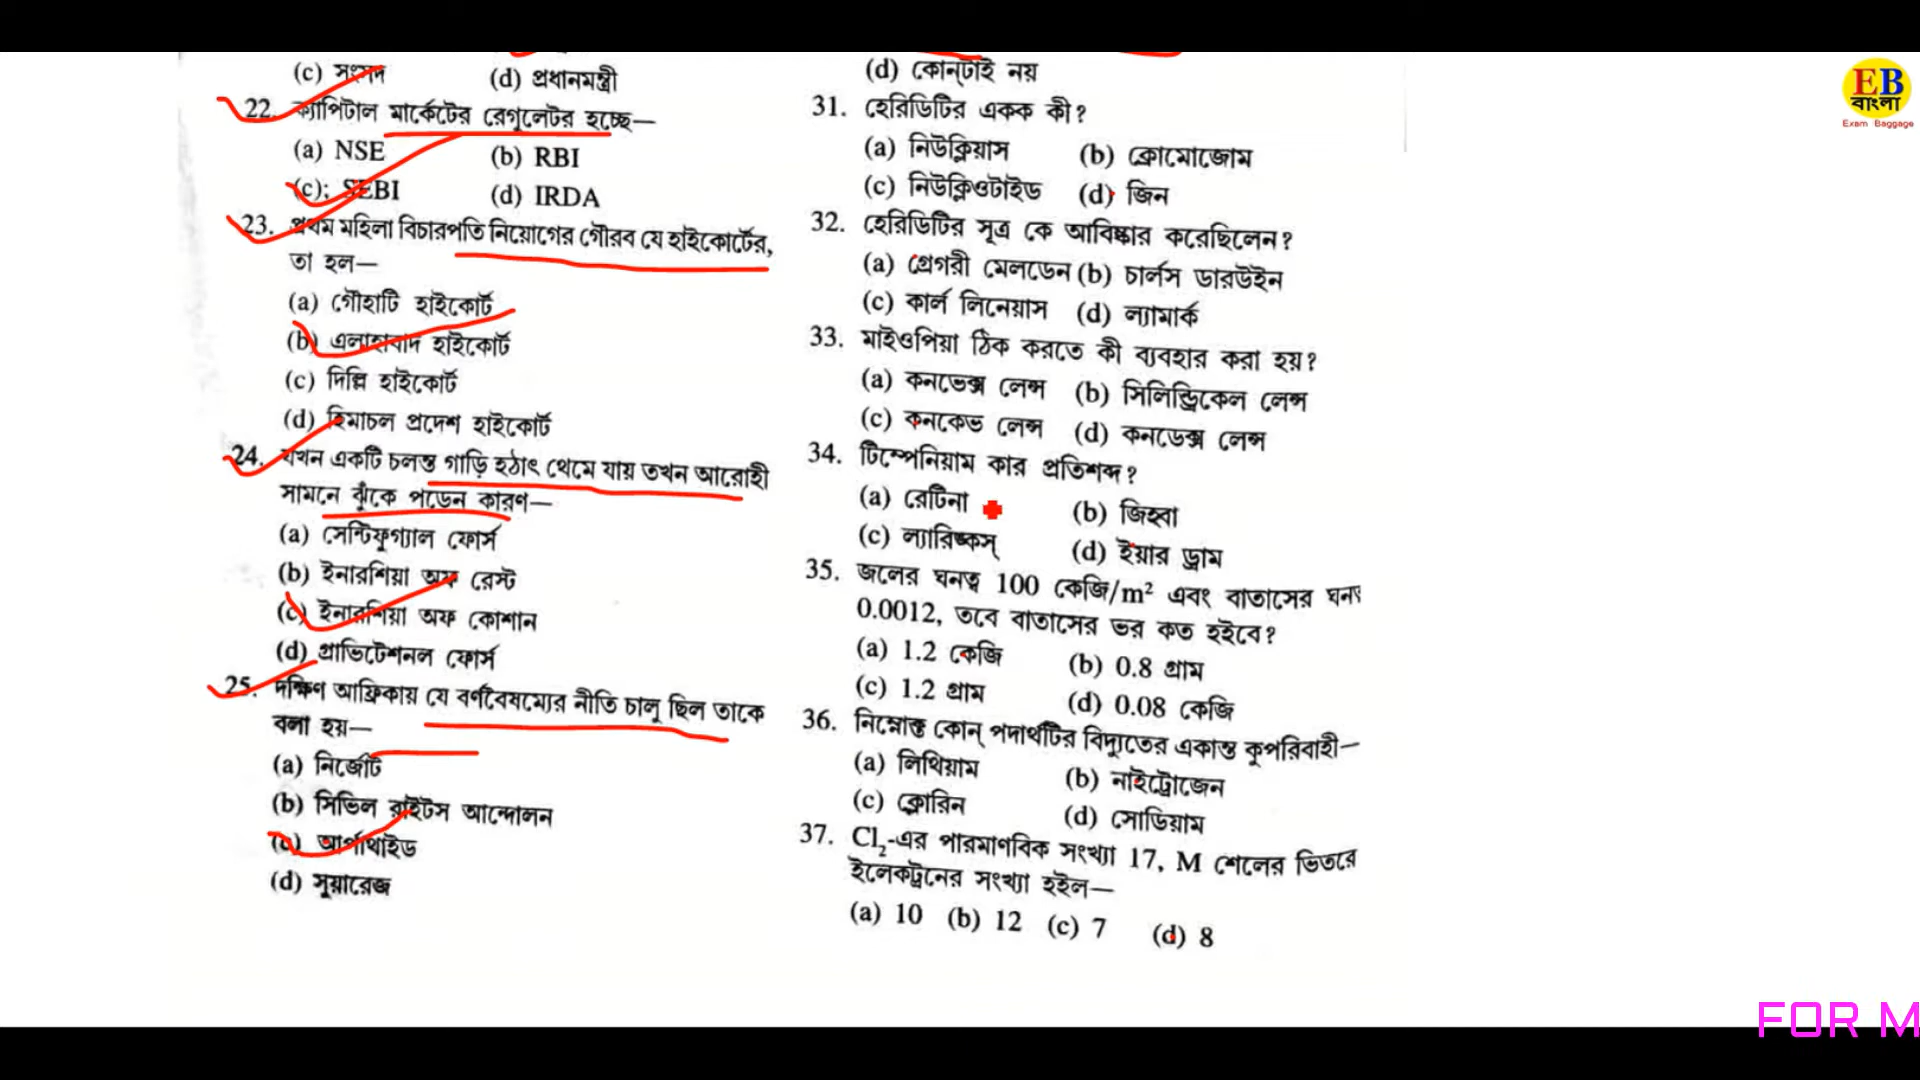 (c) সংসদ (d) প্রধানমন্ত্রী
22. ক্যাপিটাল মার্কেটের রেগুলেটর হচ্ছে—
(a) NSE (b) RBI
(c); SEBI (d) IRDA
23. প্রথম মহিলা বিচারপতি নিয়োগের গৌরব যে হাইকোর্টের,
তা হল—
(a) গৌহাটি হাইকোর্ট
(b) এলাহাবাদ হাইকোর্ট
(c) দিল্লি হাইকোর্ট
(d) হিমাচল প্রদেশ হাইকোর্ট
24. যখন একটি চলন্ত গাড়ি হঠাৎ থেমে যায় তখন আরোহী
সামনে ঝুঁকে পড়েন কারণ—
(a) সেন্টিফুগ্যাল ফোর্স
(b) ইনারশিয়া অফ রেস্ট
(c) ইনারশিয়া অফ কোশান
(d) গ্রাভিটেশনল ফোর্স
25. দক্ষিণ আফ্রিকায় যে বর্ণবৈষম্যের নীতি চালু ছিল তাকে
বলা হয়—
(a) নির্জোট
(b) সিভিল রাইটস আন্দোলন
(c) আর্পাথাইড
(d) সুয়ারেজ
(d) কোন্‌টাই নয়
31. হেরিডিটির একক কী?
(a) নিউক্লিয়াস (b) ক্রোমোজোম
(c) নিউক্লিওটাইড (d) জিন
32. হেরিডিটির সূত্র কে আবিষ্কার করেছিলেন?
(a) গ্রেগরী মেলডেন (b) চার্লস ডারউইন
(c) কার্ল লিনেয়াস (d) ল্যামার্ক
33. মাইওপিয়া ঠিক করতে কী ব্যবহার করা হয়?
(a) কনভেক্স লেন্স (b) সিলিন্ড্রিকেল লেন্স
(c) কনকেভ লেন্স (d) কনডেক্স লেন্স
34. টিম্পেনিয়াম কার প্রতিশব্দ?
(a) রেটিনা (b) জিহ্বা
(c) ল্যারিঙ্কস্ (d) ইয়ার ড্রাম
35. জলের ঘনত্ব 100 কেজি/m² এবং বাতাসের
0.0012, তবে বাতাসের ভর কত হইবে?
(a) 1.2 কেজি (b) 0.8 গ্রাম
(c) 1.2 গ্রাম (d) 0.08 কেজি
36. নিম্নোক্ত কোন্ পদার্থটির বিদ্যুতের একান্ত কুপরিবাহী—
(a) লিথিয়াম (b) নাইট্রোজেন
(c) ক্লোরিন (d) সোডিয়াম
37. Cl₂-এর পারমাণবিক সংখ্যা 17, M শেলের ভিতরে
ইলেকট্রনের সংখ্যা হইল—
(a) 10 (b) 12 (c) 7 (d) 8
EB
বাংলা
Exam Baggage
FOR M